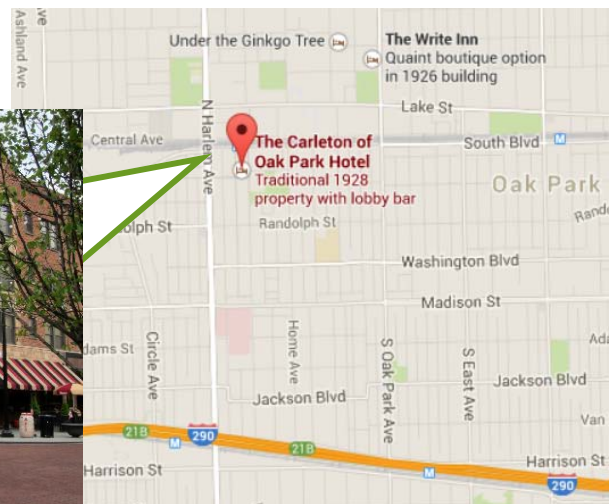 Ashland Ave
ve
Under the Ginkgo Tree
The Write Inn
Quaint boutique option
in 1926 building
Lake St
N Harlem Ave
Central Ave
The Carleton of
Oak Park Hotel
Traditional 1928
property with lobby bar
M
South Blvd
Oak Park
olph St
Randolph St
Rando
Washington Blvd
Madison St
dams St
Circle Ave
Home Ave
S Oak Park Ave
S East Ave
Ada
Jackson Blvd
Jackson Blvd
Van
21B
M
290
21B
M
Harrison St
Harrison St
290